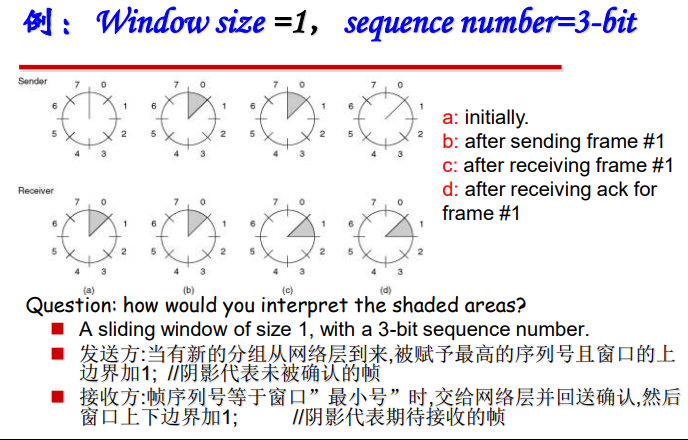 例： Window size =1， sequence number=3-bit
Sender
7 0 7 0 7 0 7 0
6 1 6 1 6 1 6 1
5 2 5 2 5 2 5 2
4 3 4 3 4 3 4 3
a: initially.
b: after sending frame #1
c: after receiving frame #1
d: after receiving ack for
frame #1
Receiver
7 0 7 0 7 0 7 0
6 1 6 1 6 1 6 1
5 2 5 2 5 2 5 2
4 3 4 3 4 3 4 3
(a) (b) (c) (d)
Question: how would you interpret the shaded areas?
A sliding window of size 1, with a 3-bit sequence number.
发送方:当有新的分组从网络层到来,被赋予最高的序列号且窗口的上
边界加1; //阴影代表未被确认的帧
接收方:帧序列号等于窗口”最小号”时,交给网络层并回送确认,然后
窗口上下边界加1; //阴影代表期待接收的帧